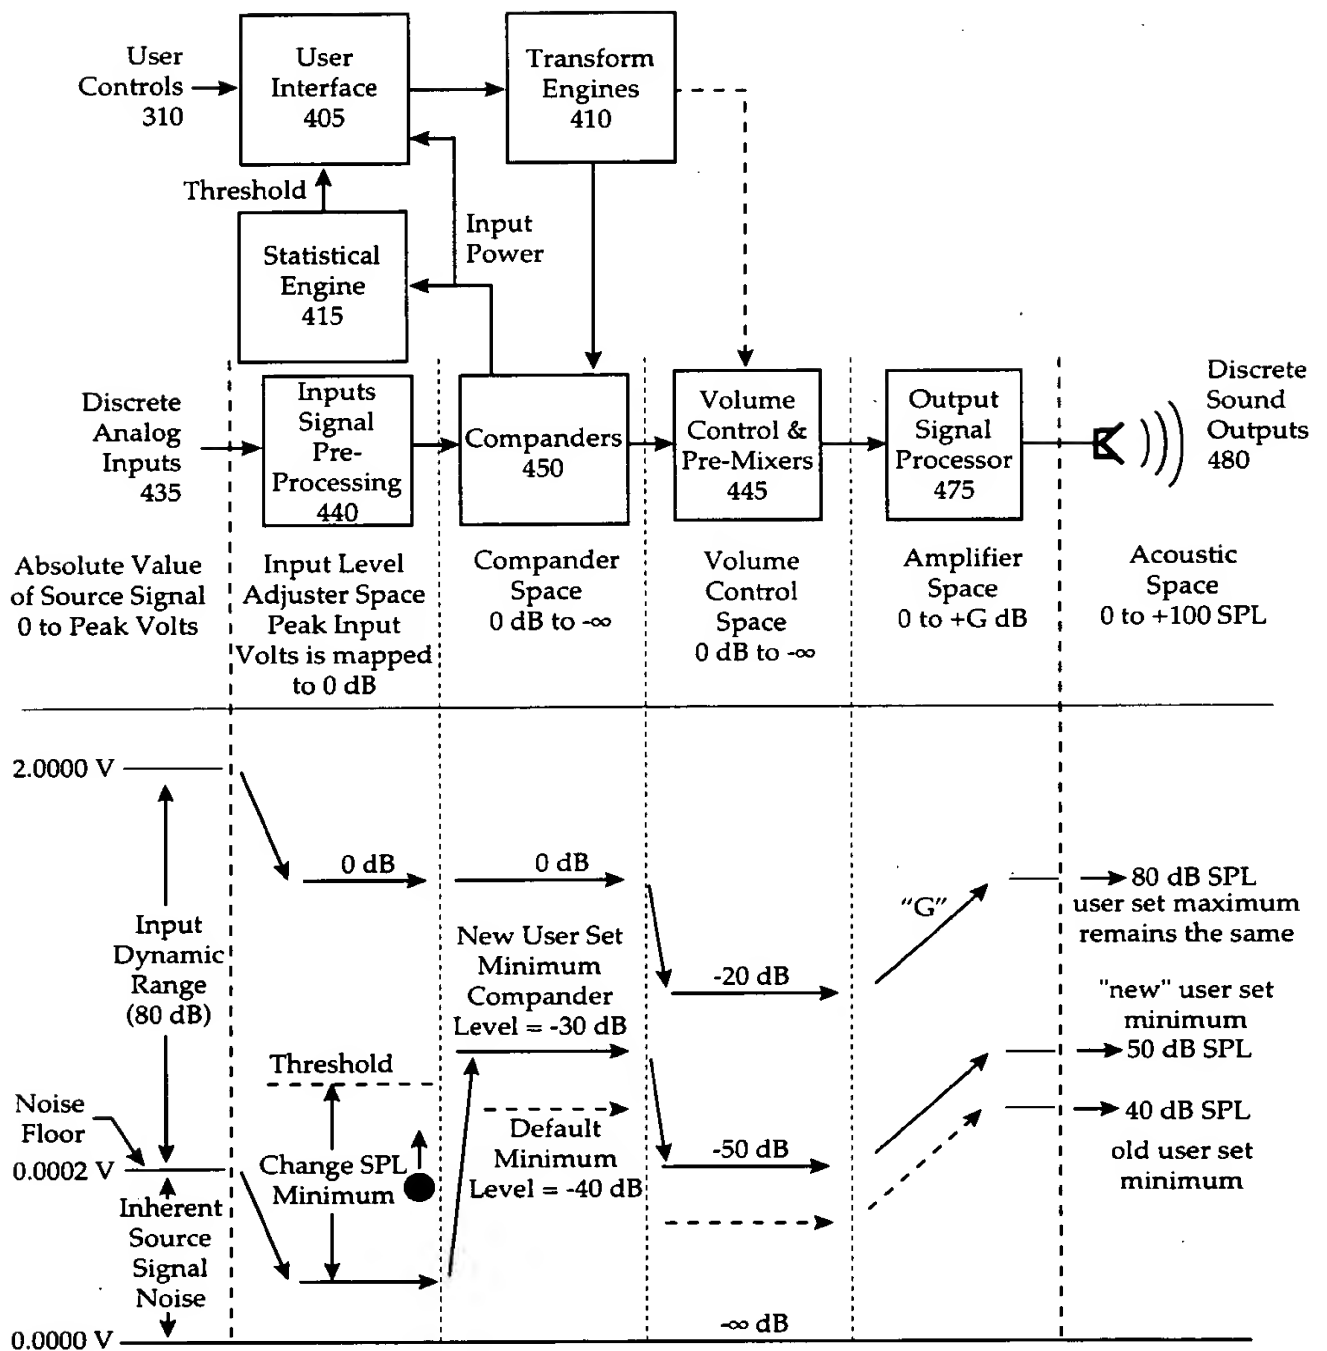 User
Controls
310
User
Interface
405
Transform
Engines
410
Threshold
Input
Power
Statistical
Engine
415
Discrete
Analog
Inputs
435
Inputs
Signal
Pre-
Processing
440
Companders
450
Volume
Control &
Pre-Mixers
445
Output
Signal
Processor
475
Discrete
Sound
Outputs
480
Absolute Value
of Source Signal
0 to Peak Volts
Input Level
Adjuster Space
Peak Input
Volts is mapped
to 0 dB
Compander
Space
0 dB to -∞
Volume
Control
Space
0 dB to -∞
Amplifier
Space
0 to +G dB
Acoustic
Space
0 to +100 SPL
2.0000 V
Input
Dynamic
Range
(80 dB)
Noise
Floor
0.0002 V
Inherent
Source
Signal
Noise
0.0000 V
0 dB
Threshold
Change SPL
Minimum
0 dB
New User Set
Minimum
Compander
Level = -30 dB
Default
Minimum
Level = -40 dB
-20 dB
-50 dB
-∞ dB
"G"
80 dB SPL
user set maximum
remains the same
"new" user set
minimum
50 dB SPL
40 dB SPL
old user set
minimum